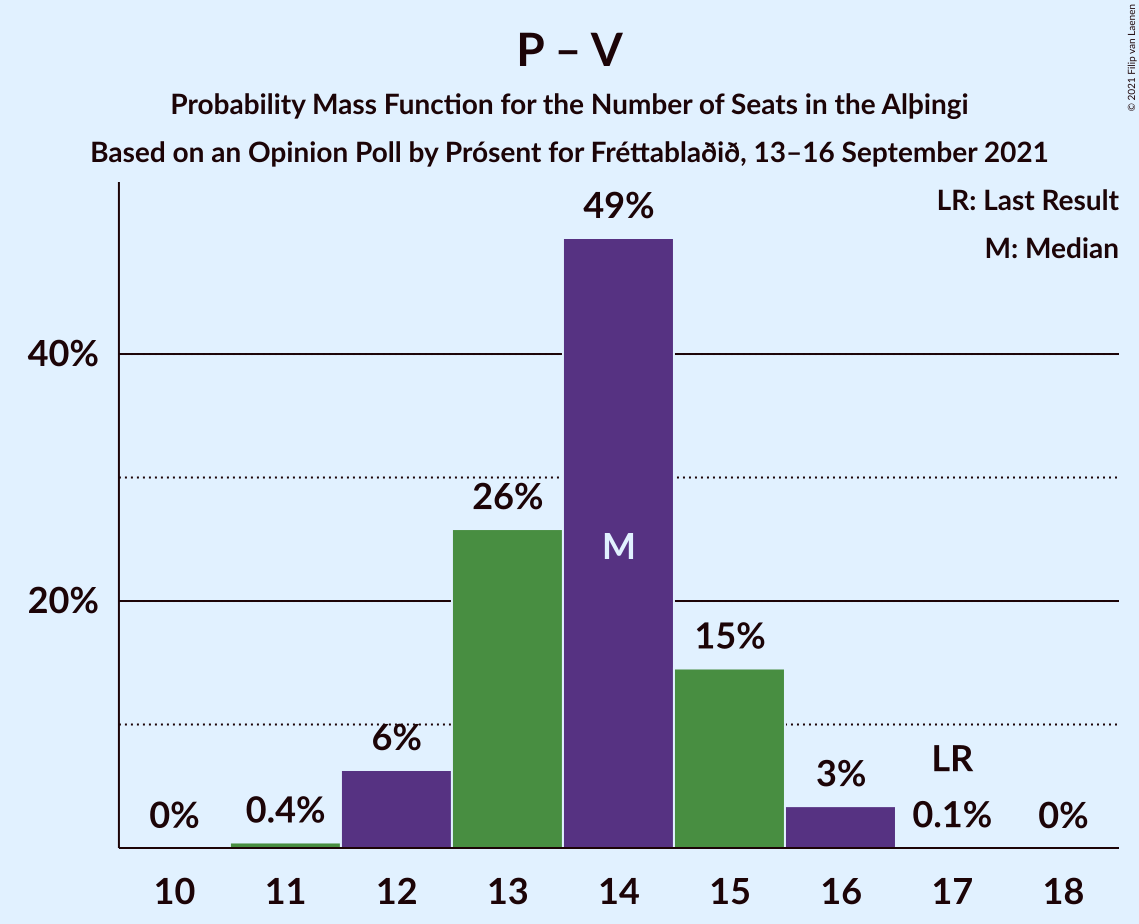 P – V
Probability Mass Function for the Number of Seats in the Alþingi
Based on an Opinion Poll by Prósent for Fréttablaðið, 13–16 September 2021
© 2021 Filip van Laenen
LR: Last Result
M: Median
49%
40%
26%
M
20%
15%
6%
3%
LR
0%
0.4%
0.1%
0%
10 11 12 13 14 15 16 17 18